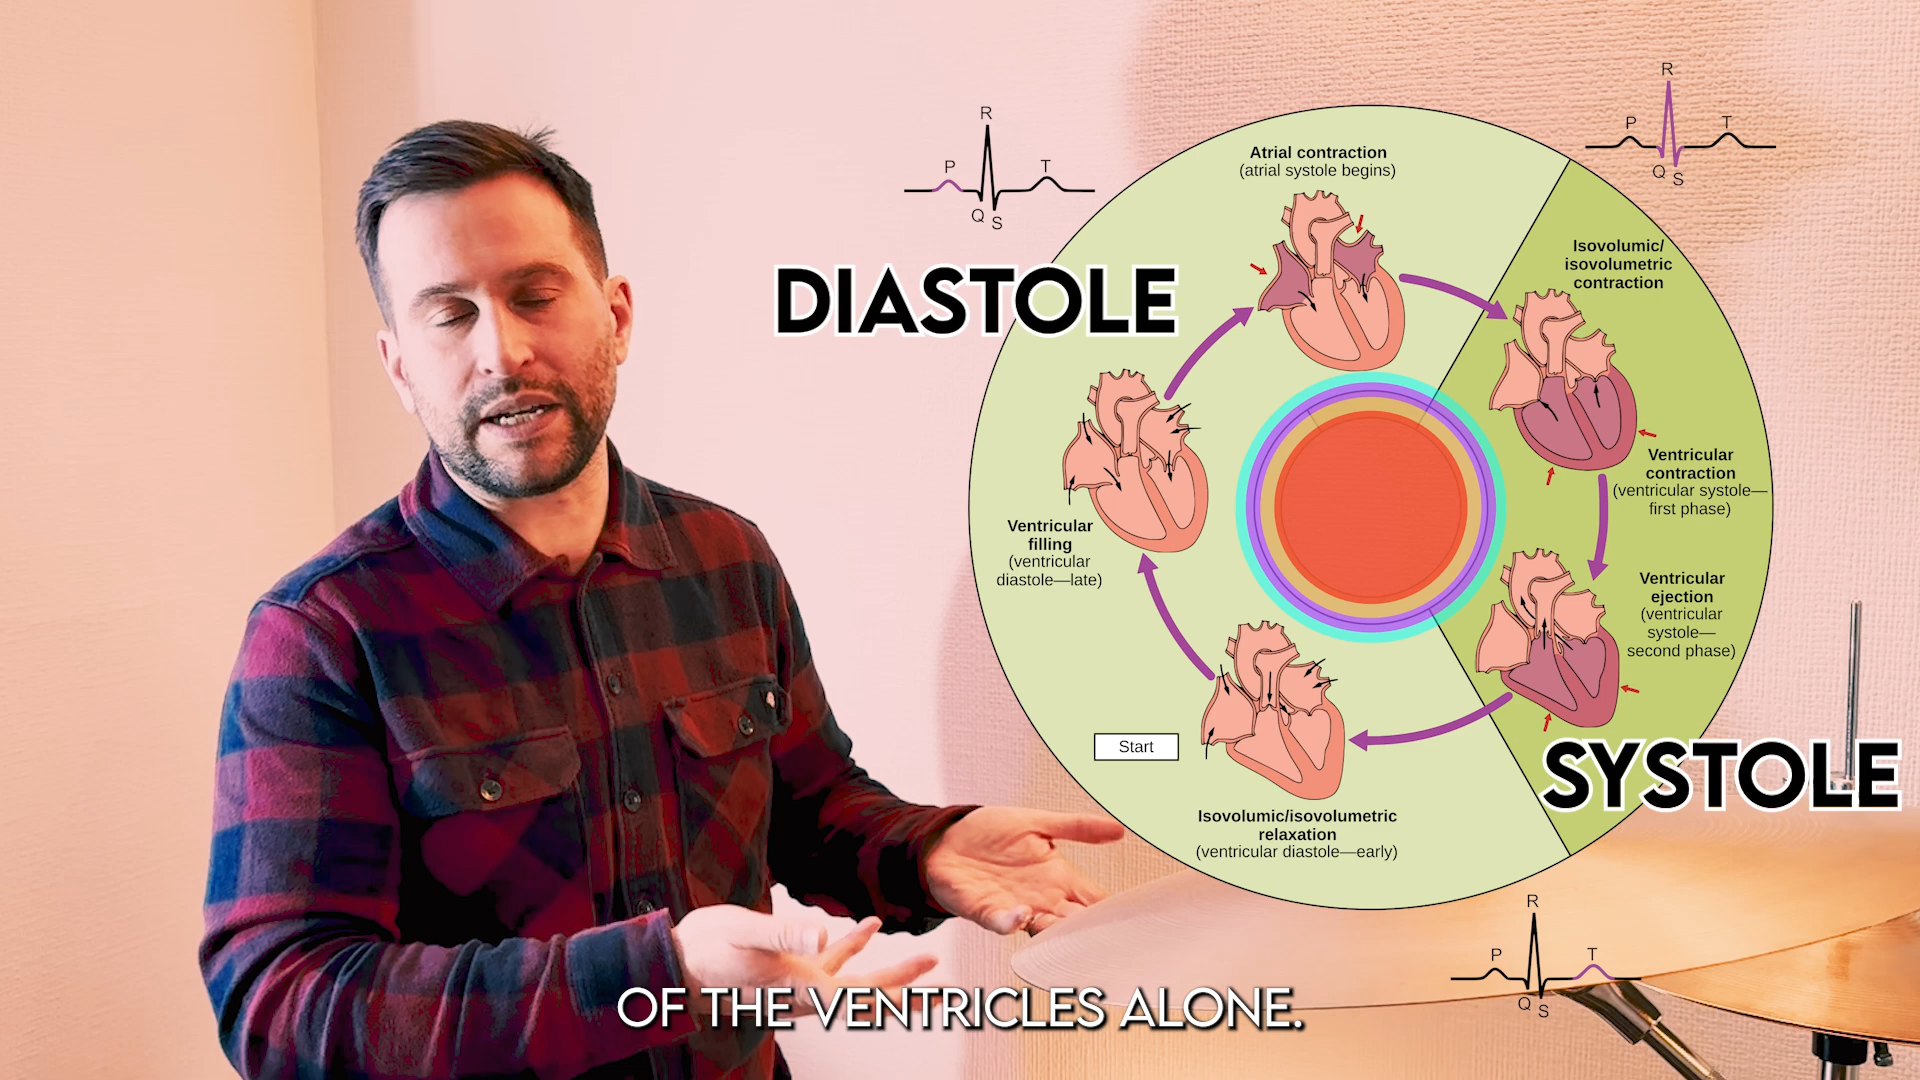 R
P
T
Q
S
DIASTOLE
Atrial contraction
(atrial systole begins)
R
P
T
Q
S
Isovolumic/
isovolumetric
contraction
Ventricular
contraction
(ventricular systole—
first phase)
Ventricular
filling
(ventricular
diastole—late)
Ventricular
ejection
(ventricular
systole—
second phase)
Start
SYSTOLE
Isovolumic/isovolumetric
relaxation
(ventricular diastole—early)
R
P
T
Q
S
OF THE VENTRICLES ALONE.